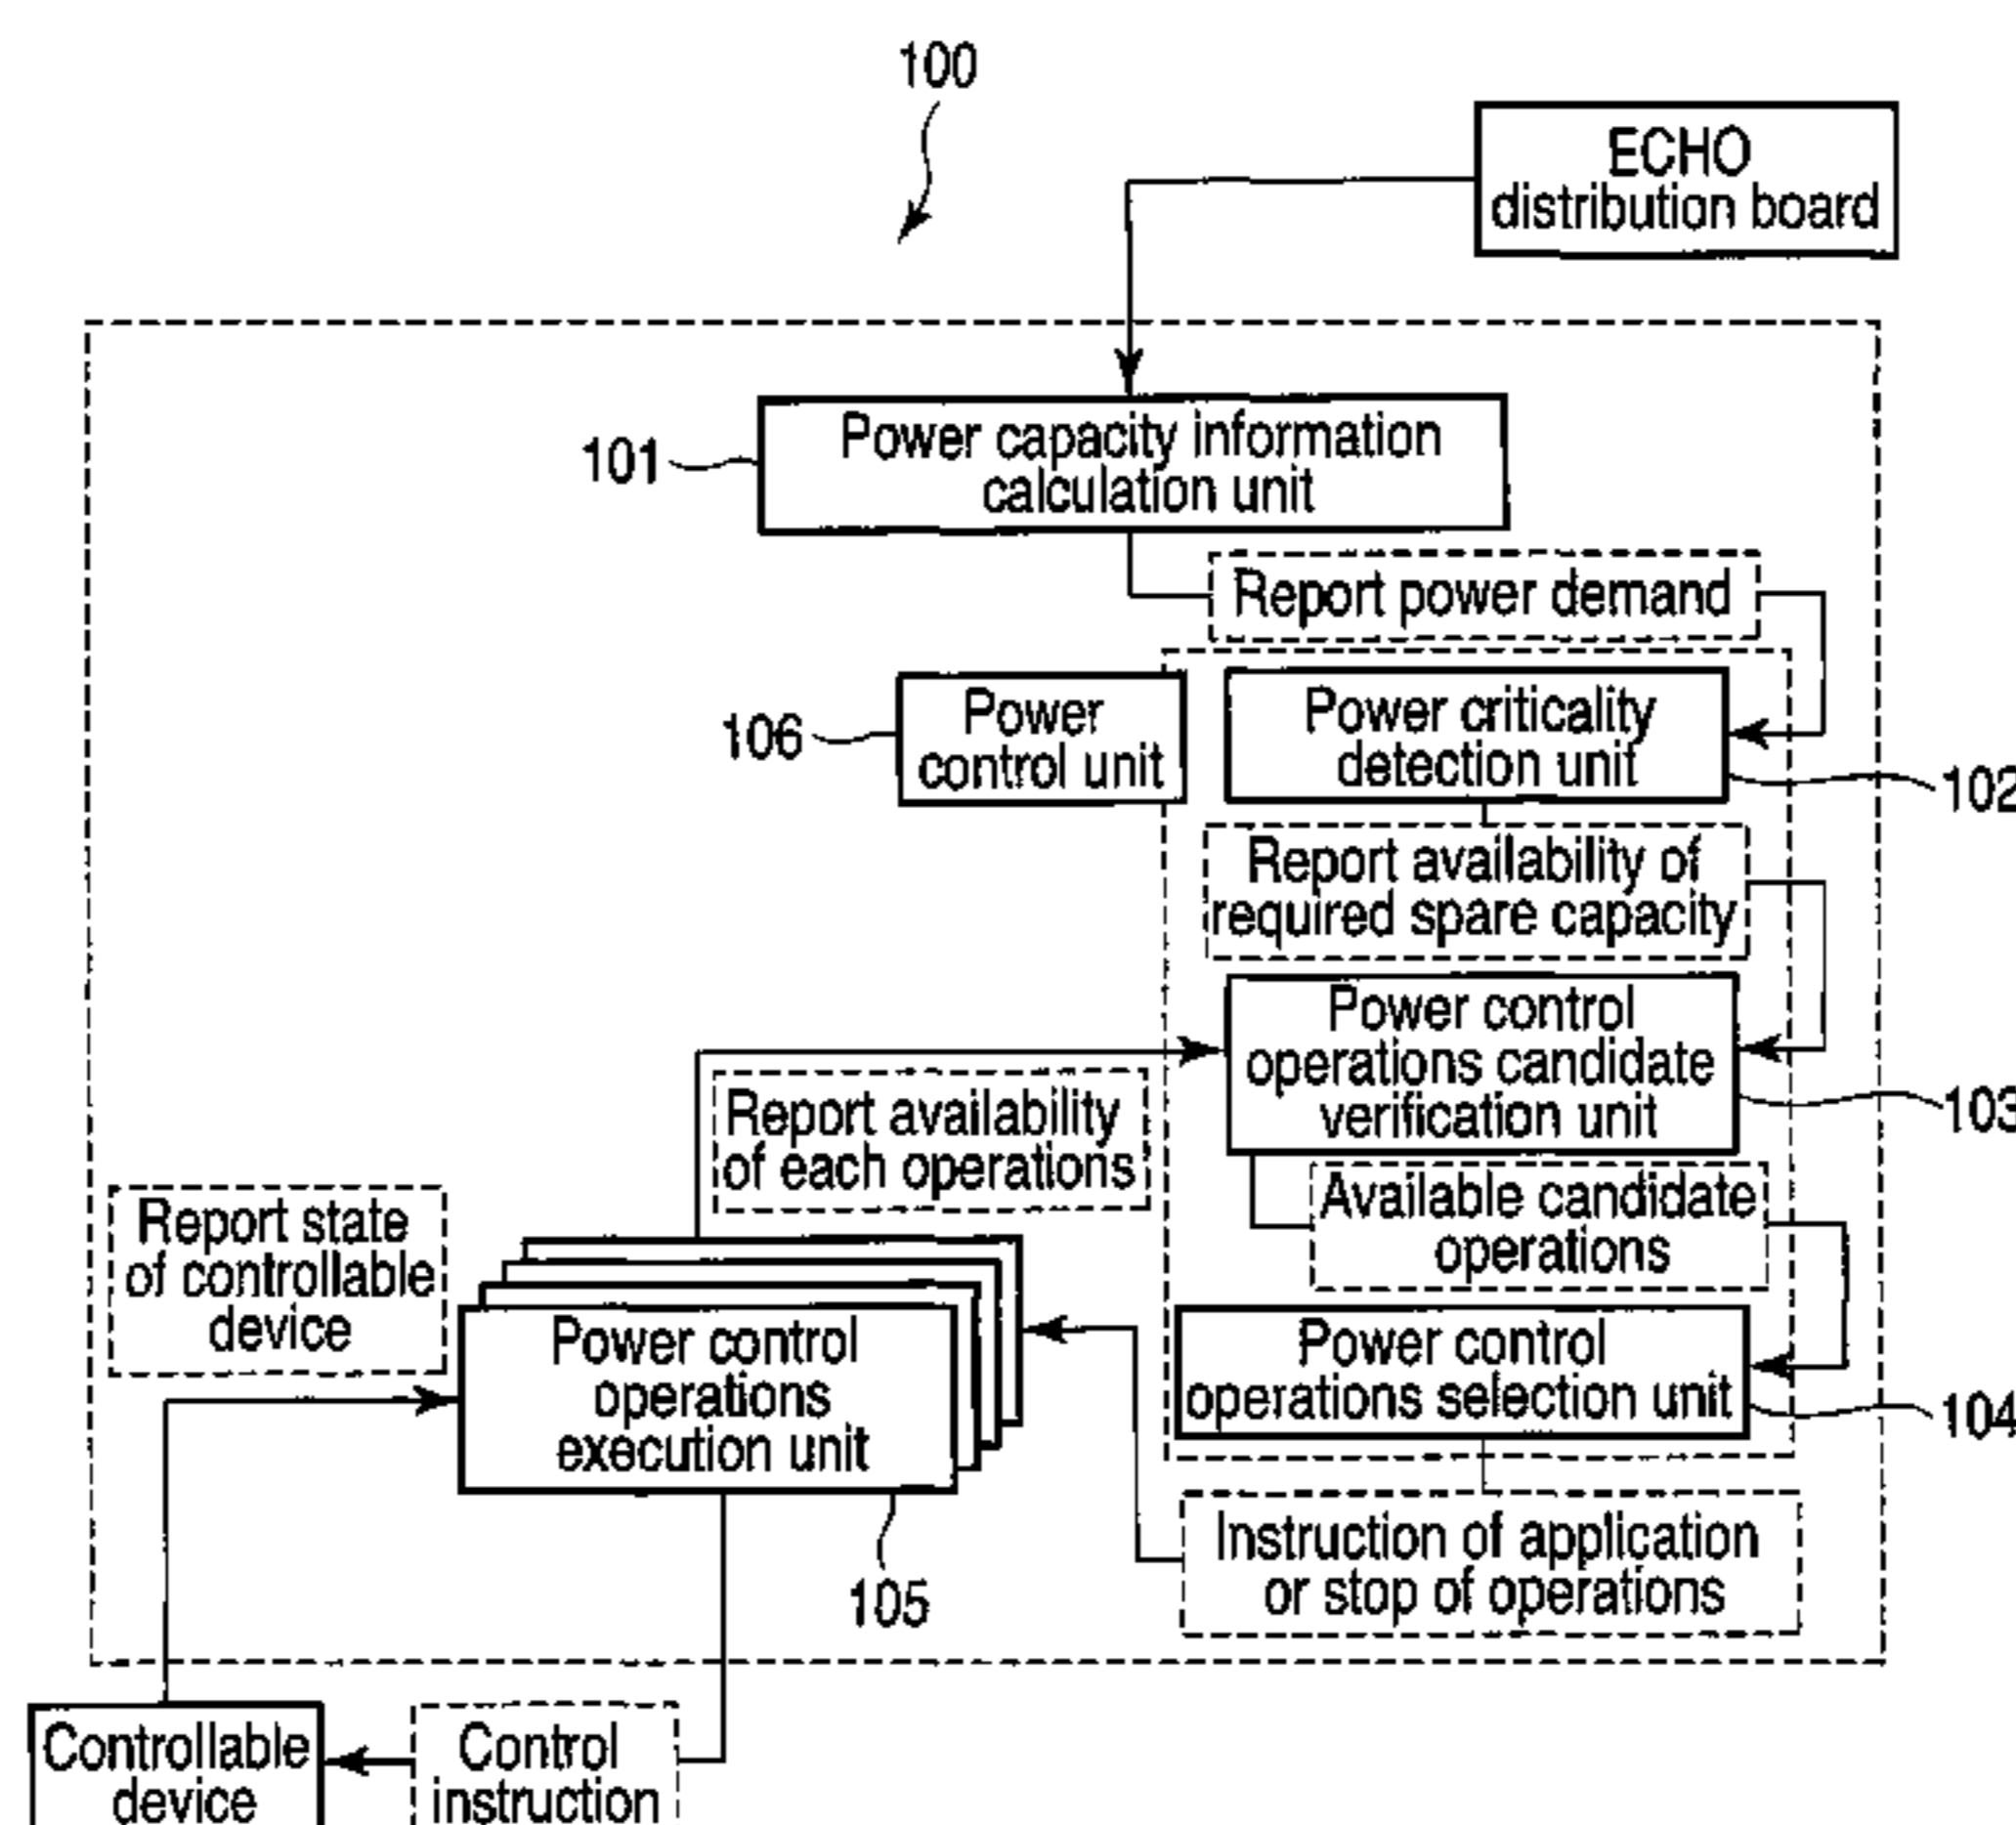 100
ECHO
distribution board
Power capacity information
calculation unit
101
Report power demand
Power
control unit
106
Power criticality
detection unit
102
Report availability of
required spare capacity
Power control
operations candidate
verification unit
103
Report availability
of each operations
Available candidate
operations
Report state
of controllable
device
Power control
operations
execution unit
105
Power control
operations selection unit
104
Instruction of application
or stop of operations
Controllable
device
Control
instruction